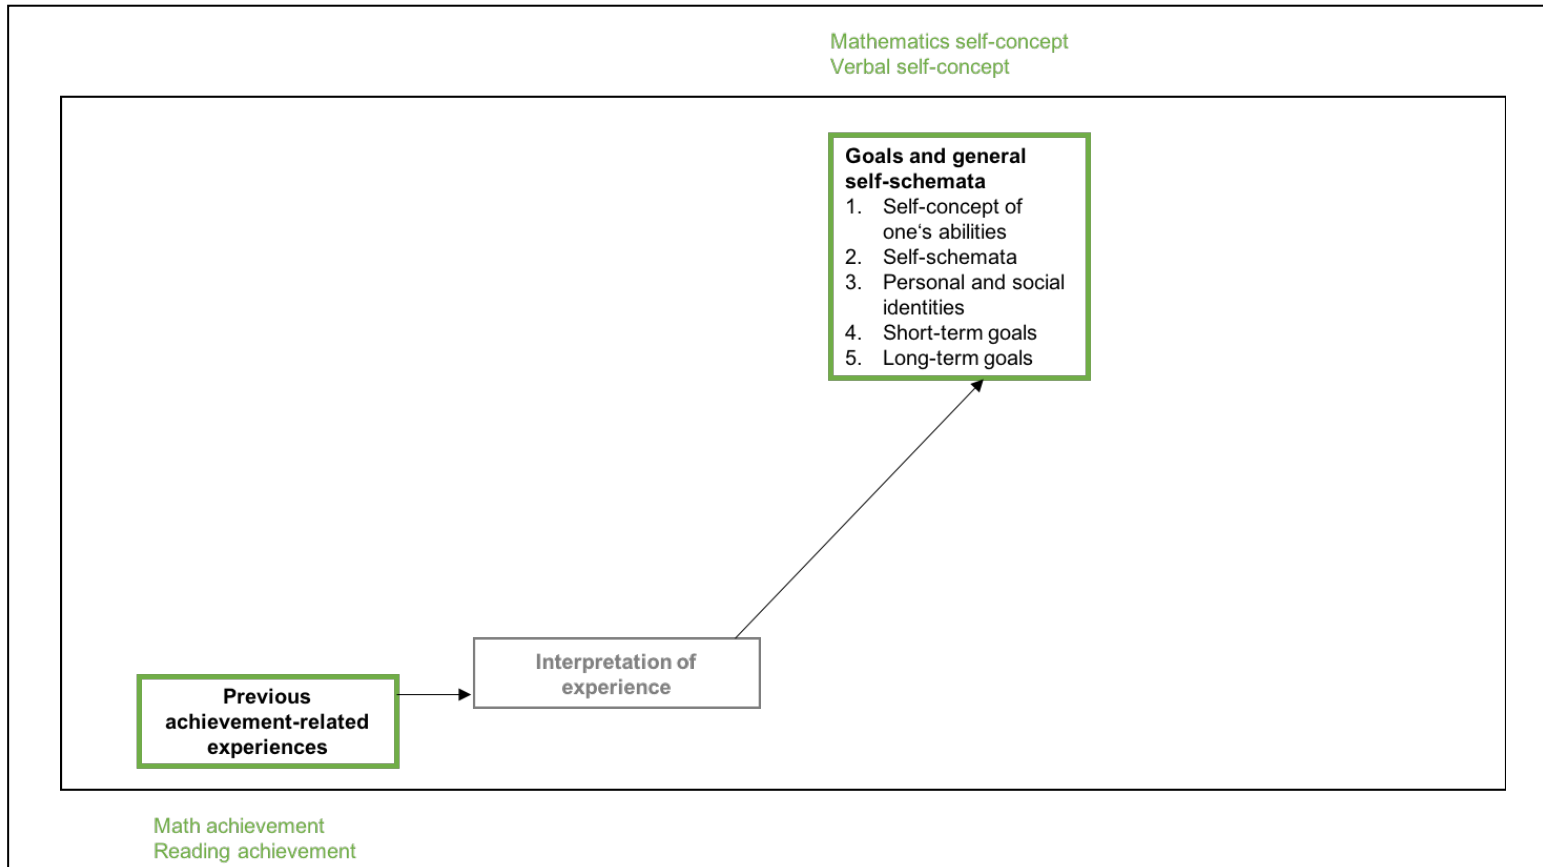 Mathematics self-concept
Verbal self-concept
Goals and general
self-schemata
1. Self-concept of
one‘s abilities
2. Self-schemata
3. Personal and social
identities
4. Short-term goals
5. Long-term goals
Interpretation of
experience
Previous
achievement-related
experiences
Math achievement
Reading achievement